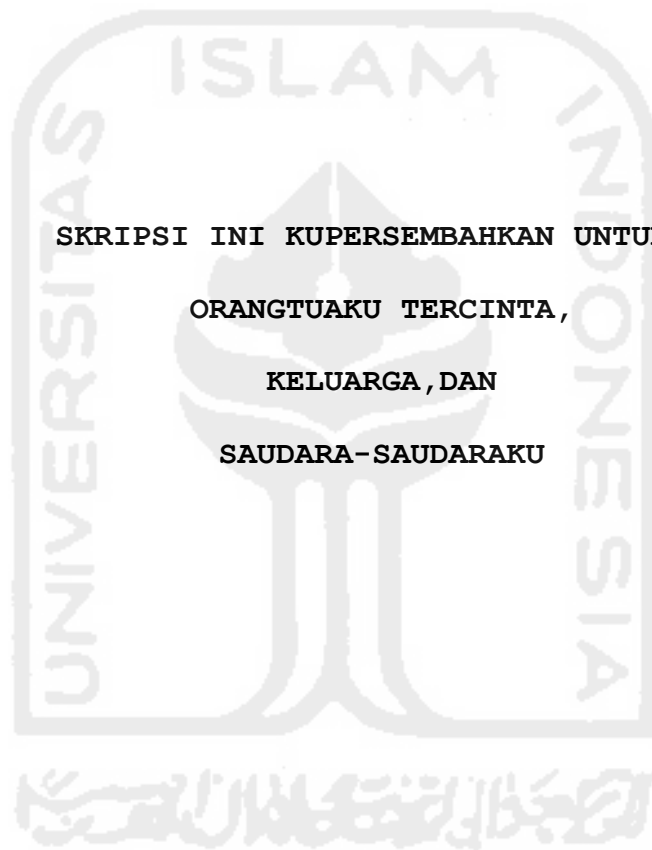 ISLAM
UNIVERSITAS
INDONESIA
SKRIPSI INI KUPERSEMBAHKAN UNTU
ORANGTUAKU TERCINTA,
KELUARGA,DAN
SAUDARA-SAUDARAKU